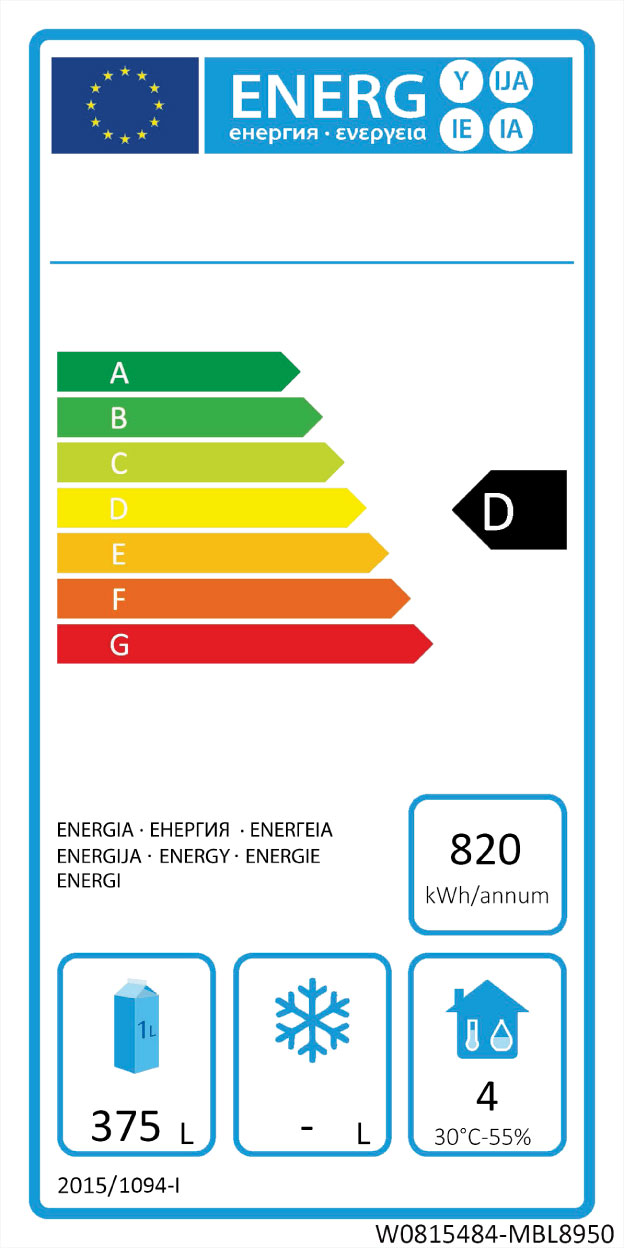 ENERG Y IJA
енергия · ενεργεια IE IA
A
B
C
D
D
E
F
G
ENERGIA · ЕНЕРГИЯ · ΕΝΕΡΓΕΙΑ
ENERGIJA · ENERGY · ENERGIE
ENERGI
820
kWh/annum
1L
375 L
- L
4
30°C-55%
2015/1094-I
W0815484-MBL8950